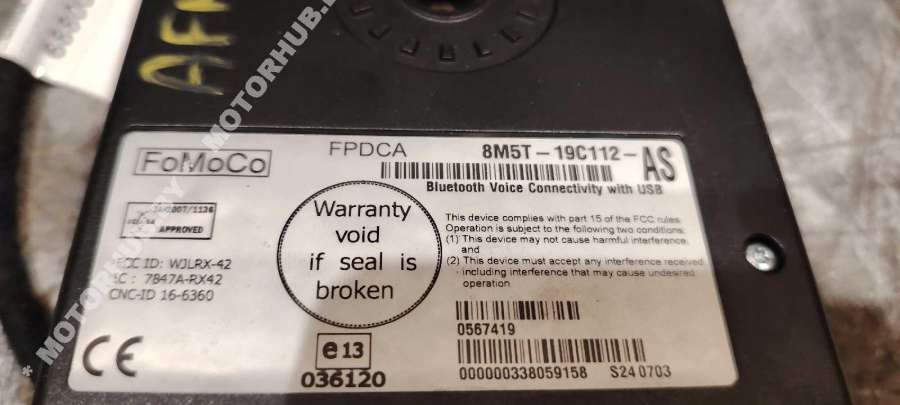 AFN
* MOTORHUB.BY * MOTORHUB.B
FoMoCo
FPDCA
8M5T-19C112-AS
Bluetooth Voice Connectivity with USB
APPROVED
Warranty
void
if seal is
broken
This device complies with part 15 of the FCC rules.
Operation is subject to the following two conditions:
(1) This device may not cause harmful interference,
and
(2) This device must accept any interference received,
including interference that may cause undesired
operation.
FCC ID: WJLRX-42
IC : 7847A-RX42
CNC-ID 16-6360
0567419
CE
e13
036120
000000338059158
S24 0703